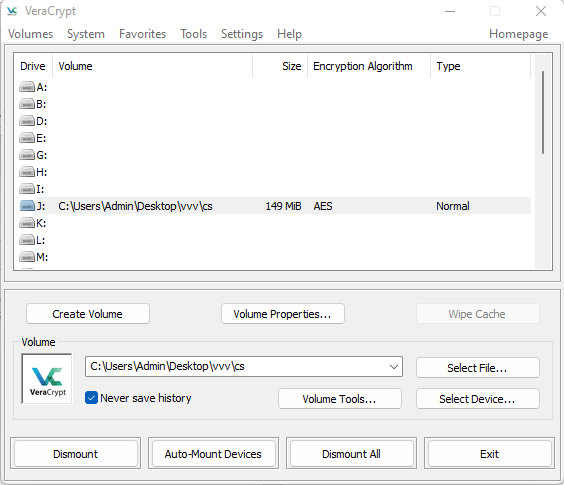 VeraCrypt
Volumes System Favorites Tools Settings Help Homepage
Drive Volume Size Encryption Algorithm Type
A:
B:
D:
E:
G:
H:
I:
J: C:\Users\Admin\Desktop\vvv\cs 149 MiB AES Normal
K:
L:
M:
Create Volume Volume Properties... Wipe Cache
Volume
VeraCrypt
C:\Users\Admin\Desktop\vvv\cs Select File...
Never save history Volume Tools... Select Device...
Dismount Auto-Mount Devices Dismount All Exit